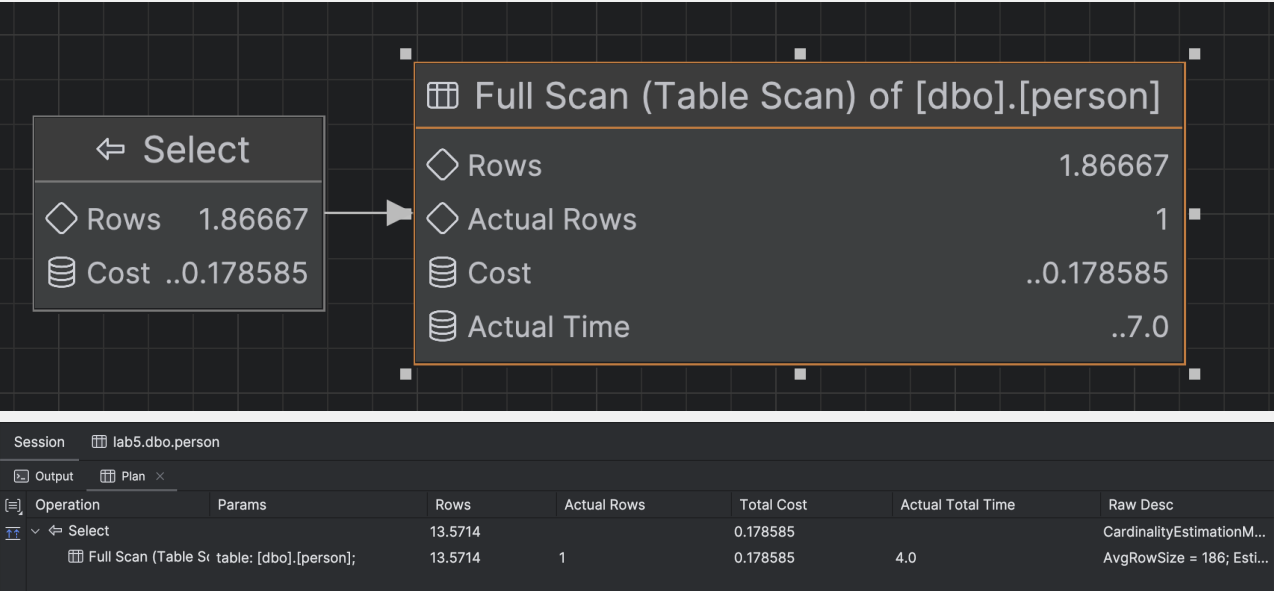 Select
Rows 1.86667
Cost ..0.178585
Full Scan (Table Scan) of [dbo].[person]
Rows 1.86667
Actual Rows 1
Cost ..0.178585
Actual Time ..7.0
Session lab5.dbo.person
Output Plan
Operation Params Rows Actual Rows Total Cost Actual Total Time Raw Desc
Select 13.5714 0.178585 CardinalityEstimationM...
Full Scan (Table Sc table: [dbo].[person]; 13.5714 1 0.178585 4.0 AvgRowSize = 186; Esti...